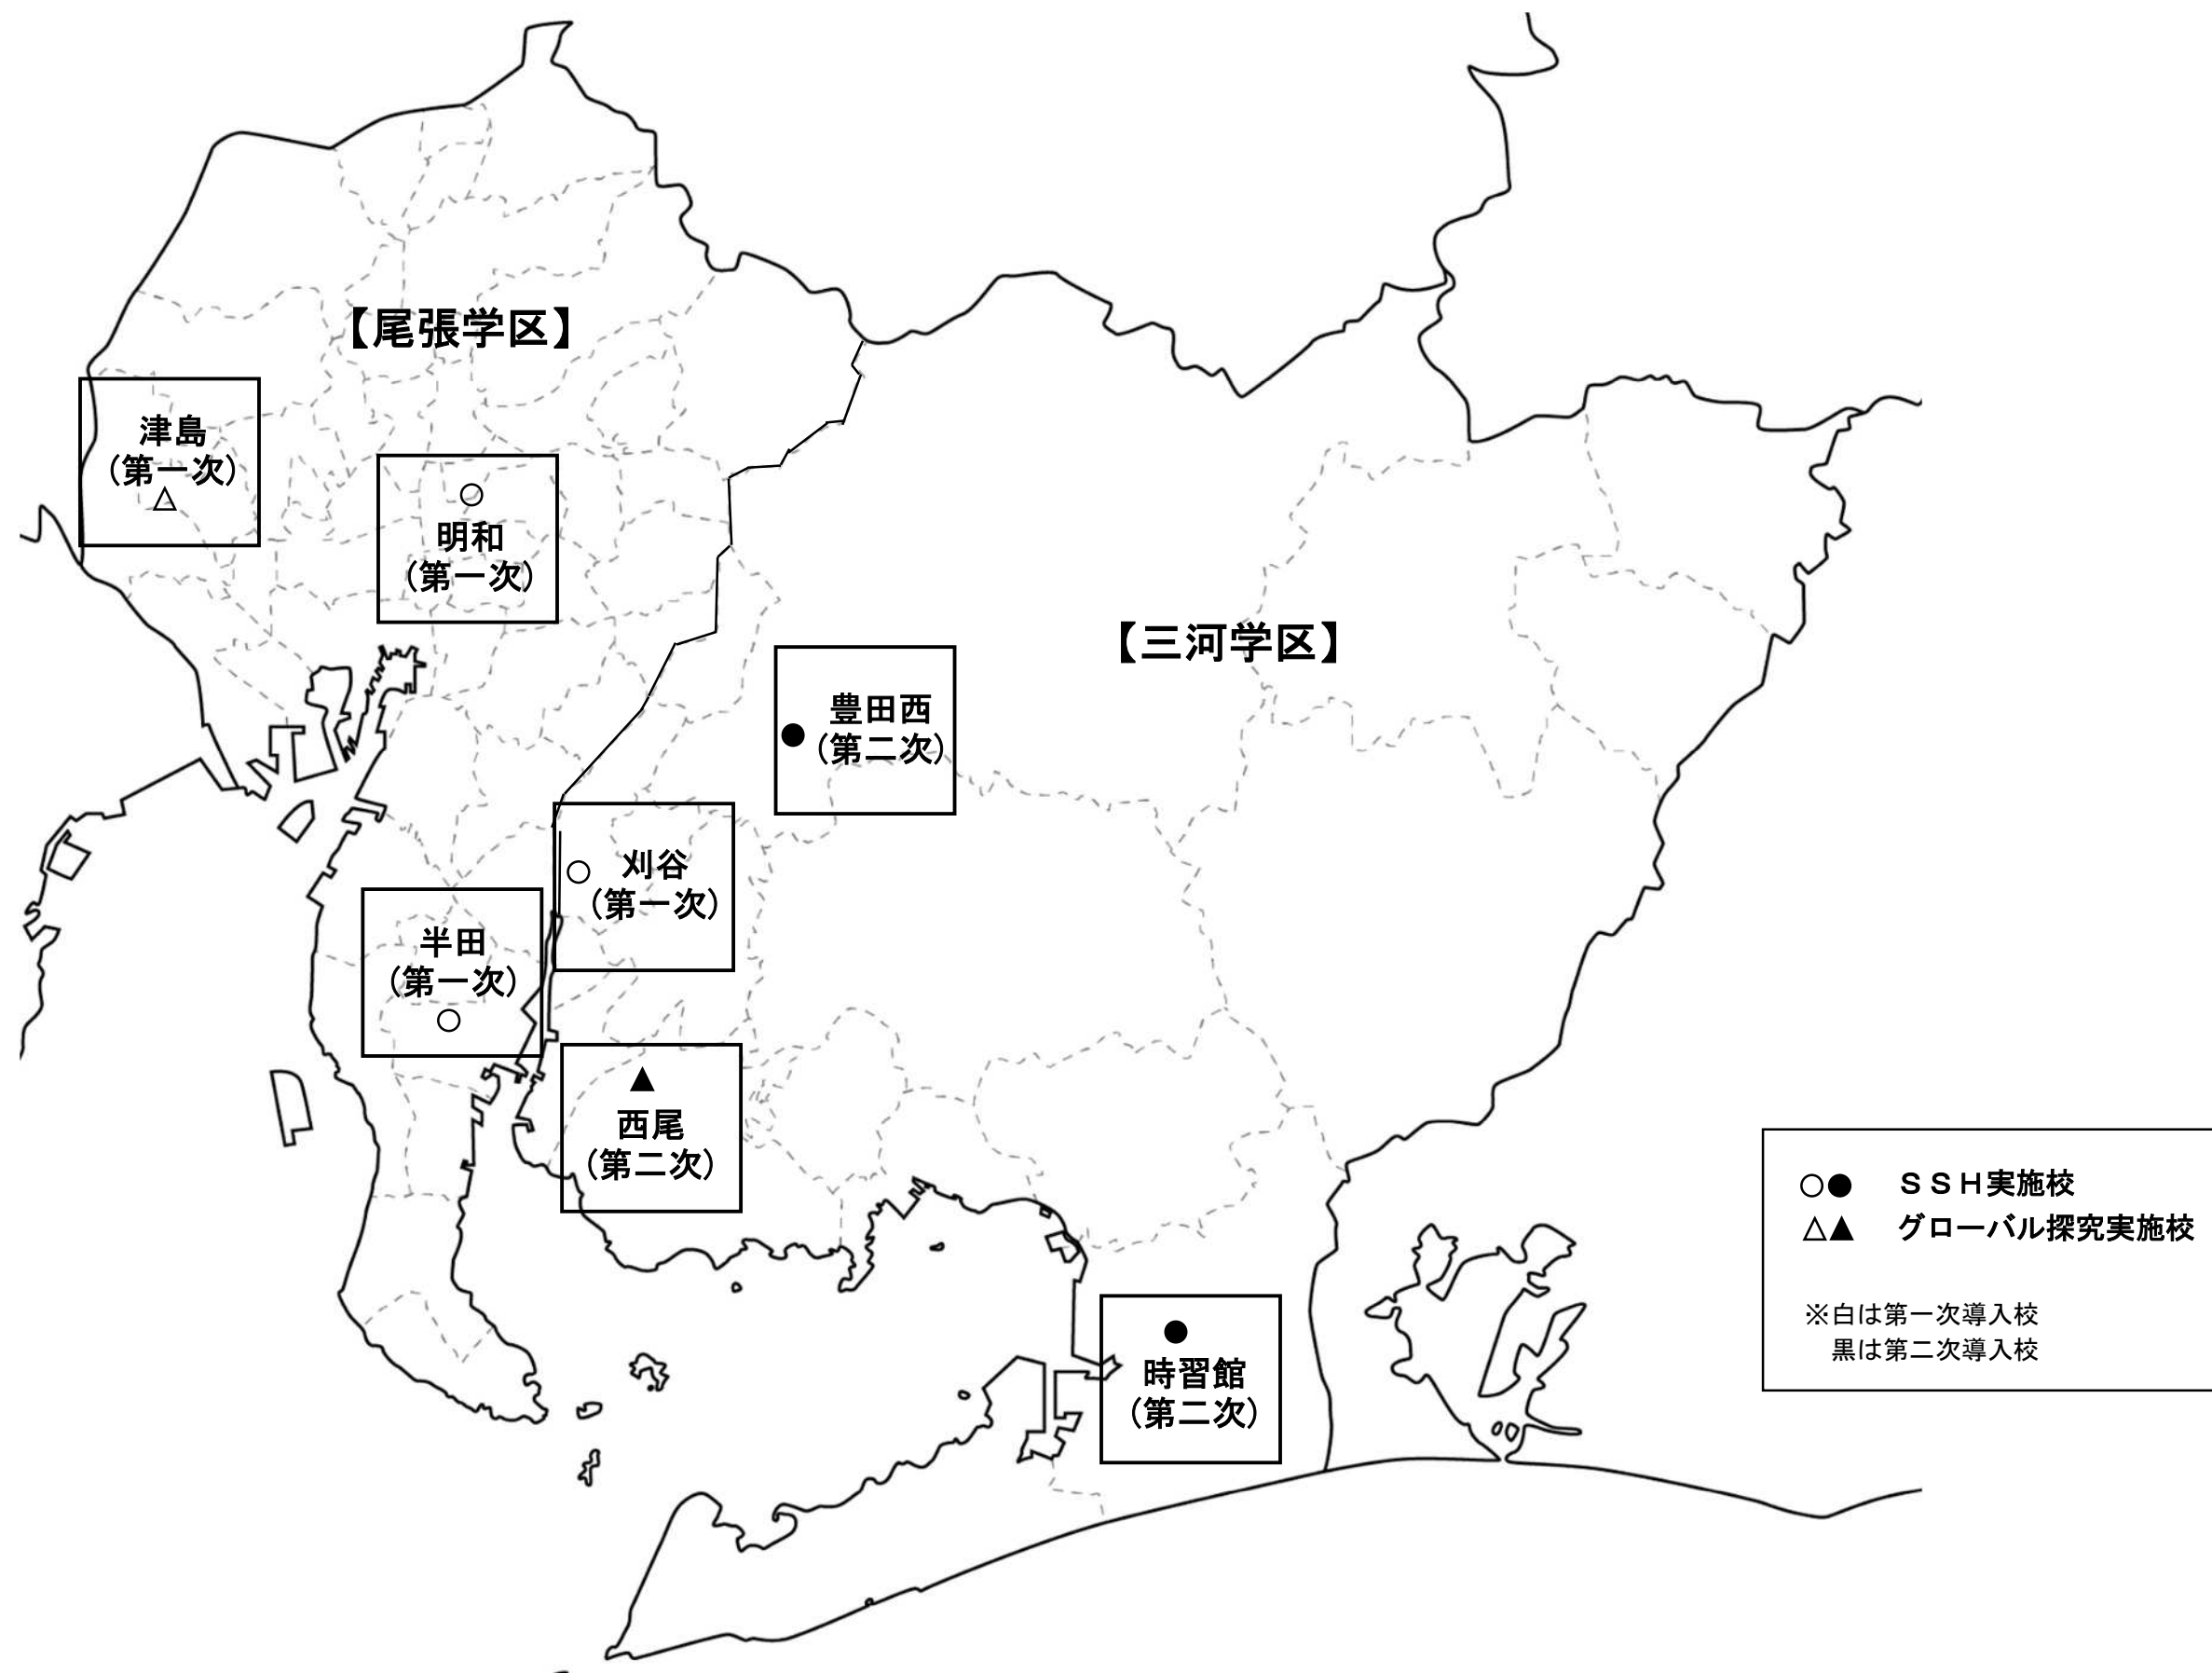 【尾張学区】
津島
(第一次)
△
○
明和
(第一次)
【三河学区】
豊田西
●(第二次)
○ 刈谷
(第一次)
半田
(第一次)
○
▲
西尾
(第二次)
●
時習館
(第二次)
○● ＳＳＨ実施校
△▲ グローバル探究実施校
※白は第一次導入校
黒は第二次導入校